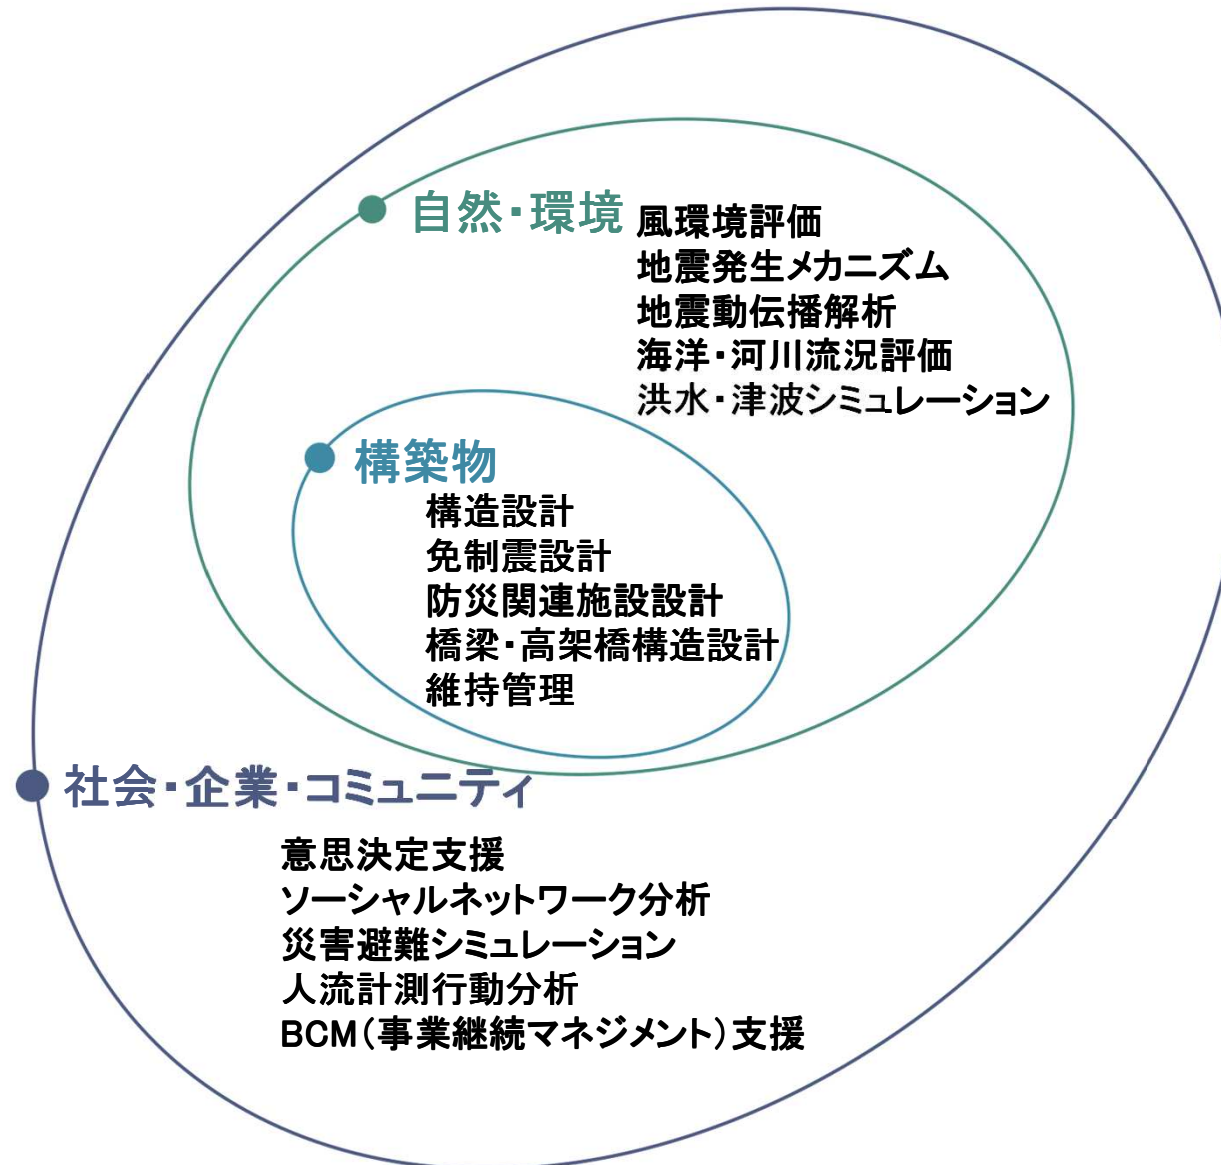 自然・環境
風環境評価
地震発生メカニズム
地震動伝播解析
海洋・河川流況評価
洪水・津波シミュレーション
構築物
構造設計
免制震設計
防災関連施設設計
橋梁・高架橋構造設計
維持管理
社会・企業・コミュニティ
意思決定支援
ソーシャルネットワーク分析
災害避難シミュレーション
人流計測行動分析
BCM（事業継続マネジメント）支援